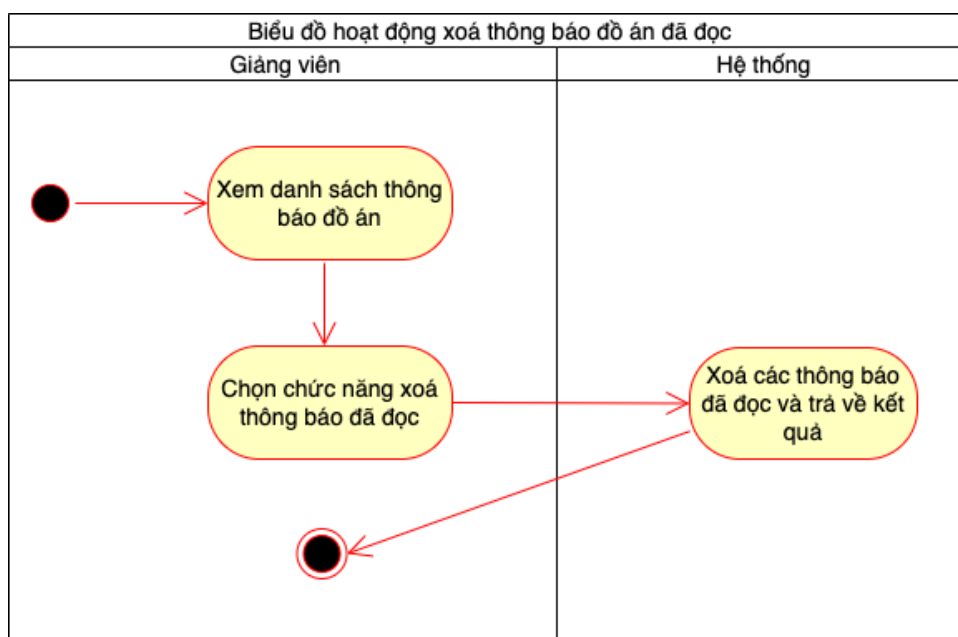 Biểu đồ hoạt động xoá thông báo đồ án đã đọc
Giảng viên
Hệ thống
Xem danh sách thông
báo đồ án
Chọn chức năng xoá
thông báo đã đọc
Xoá các thông báo
đã đọc và trả về kết
quả